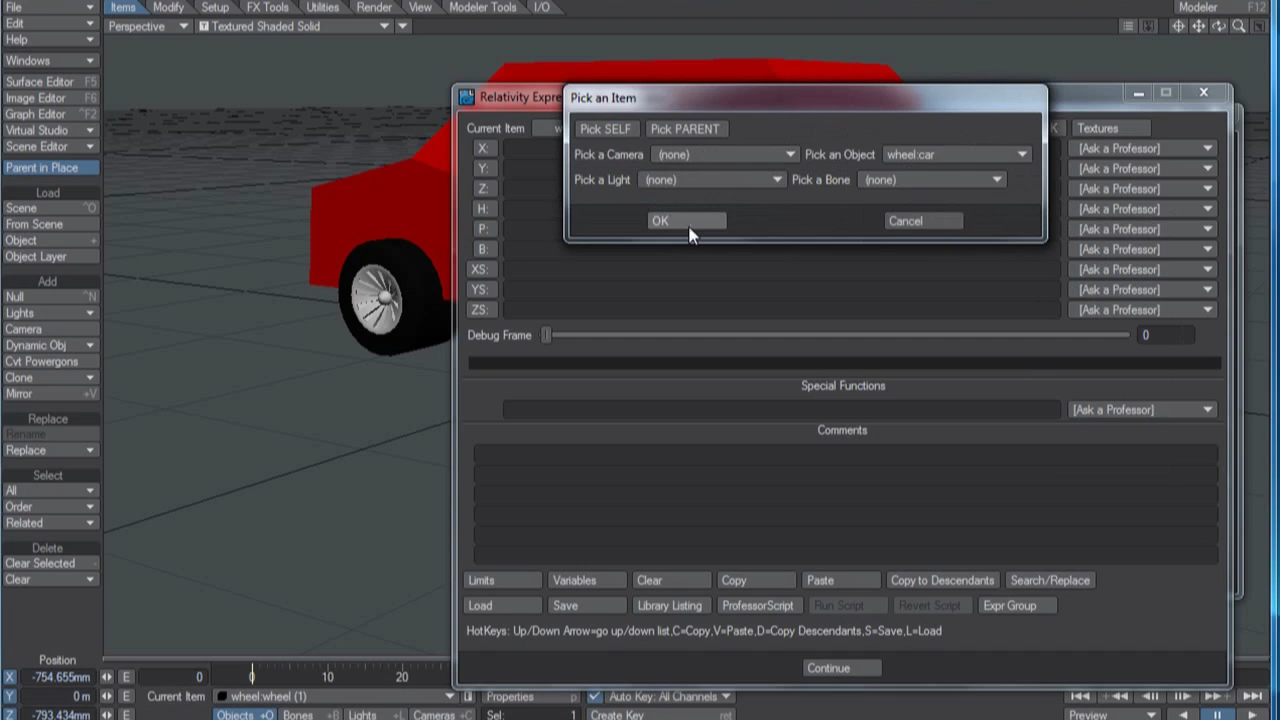 File
Items Modify Setup FX Tools Utilities Render View Modeler Tools I/O
Modeler F12
Edit
Perspective
T Textured Shaded Solid
Help
Windows
Surface Editor F5
Image Editor F6
Graph Editor ^F2
Virtual Studio
Scene Editor
Parent in Place
Load
Scene ^O
From Scene
Object +
Object Layer
Add
Null ^N
Lights
Camera
Dynamic Obj
Cvt Powergons
Clone
Mirror +V
Replace
Rename
Replace
Select
All
Order
Related
Delete
Clear Selected -
Clear
Relativity Expre
Pick an Item
Current Item
Pick SELF Pick PARENT
K
Textures
Pick a Camera (none) Pick an Object wheel:car
Pick a Light (none) Pick a Bone (none)
OK Cancel
X: [Ask a Professor]
Y: [Ask a Professor]
Z: [Ask a Professor]
H: [Ask a Professor]
P: [Ask a Professor]
B: [Ask a Professor]
XS: [Ask a Professor]
YS: [Ask a Professor]
ZS: [Ask a Professor]
Debug Frame 0
Special Functions
[Ask a Professor]
Comments
Limits Variables Clear Copy Paste Copy to Descendants Search/Replace
Load Save Library Listing ProfessorScript Run Script Revert Script Expr Group
HotKeys: Up/Down Arrow=go up/down list,C=Copy,V=Paste,D=Copy Descendants,S=Save,L=Load
Continue
Position
X -754.655mm E 0 0 10 20
Y 0 m E Current Item wheel:wheel (1) Properties Auto Key: All Channels
Z -793.434mm E Objects +O Bones +B Lights +L Cameras +C Sel: 1 Create Key ret Preview